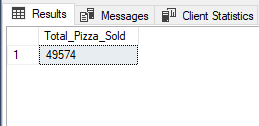 Results Messages Client Statistics
Total_Pizza_Sold
1 49574